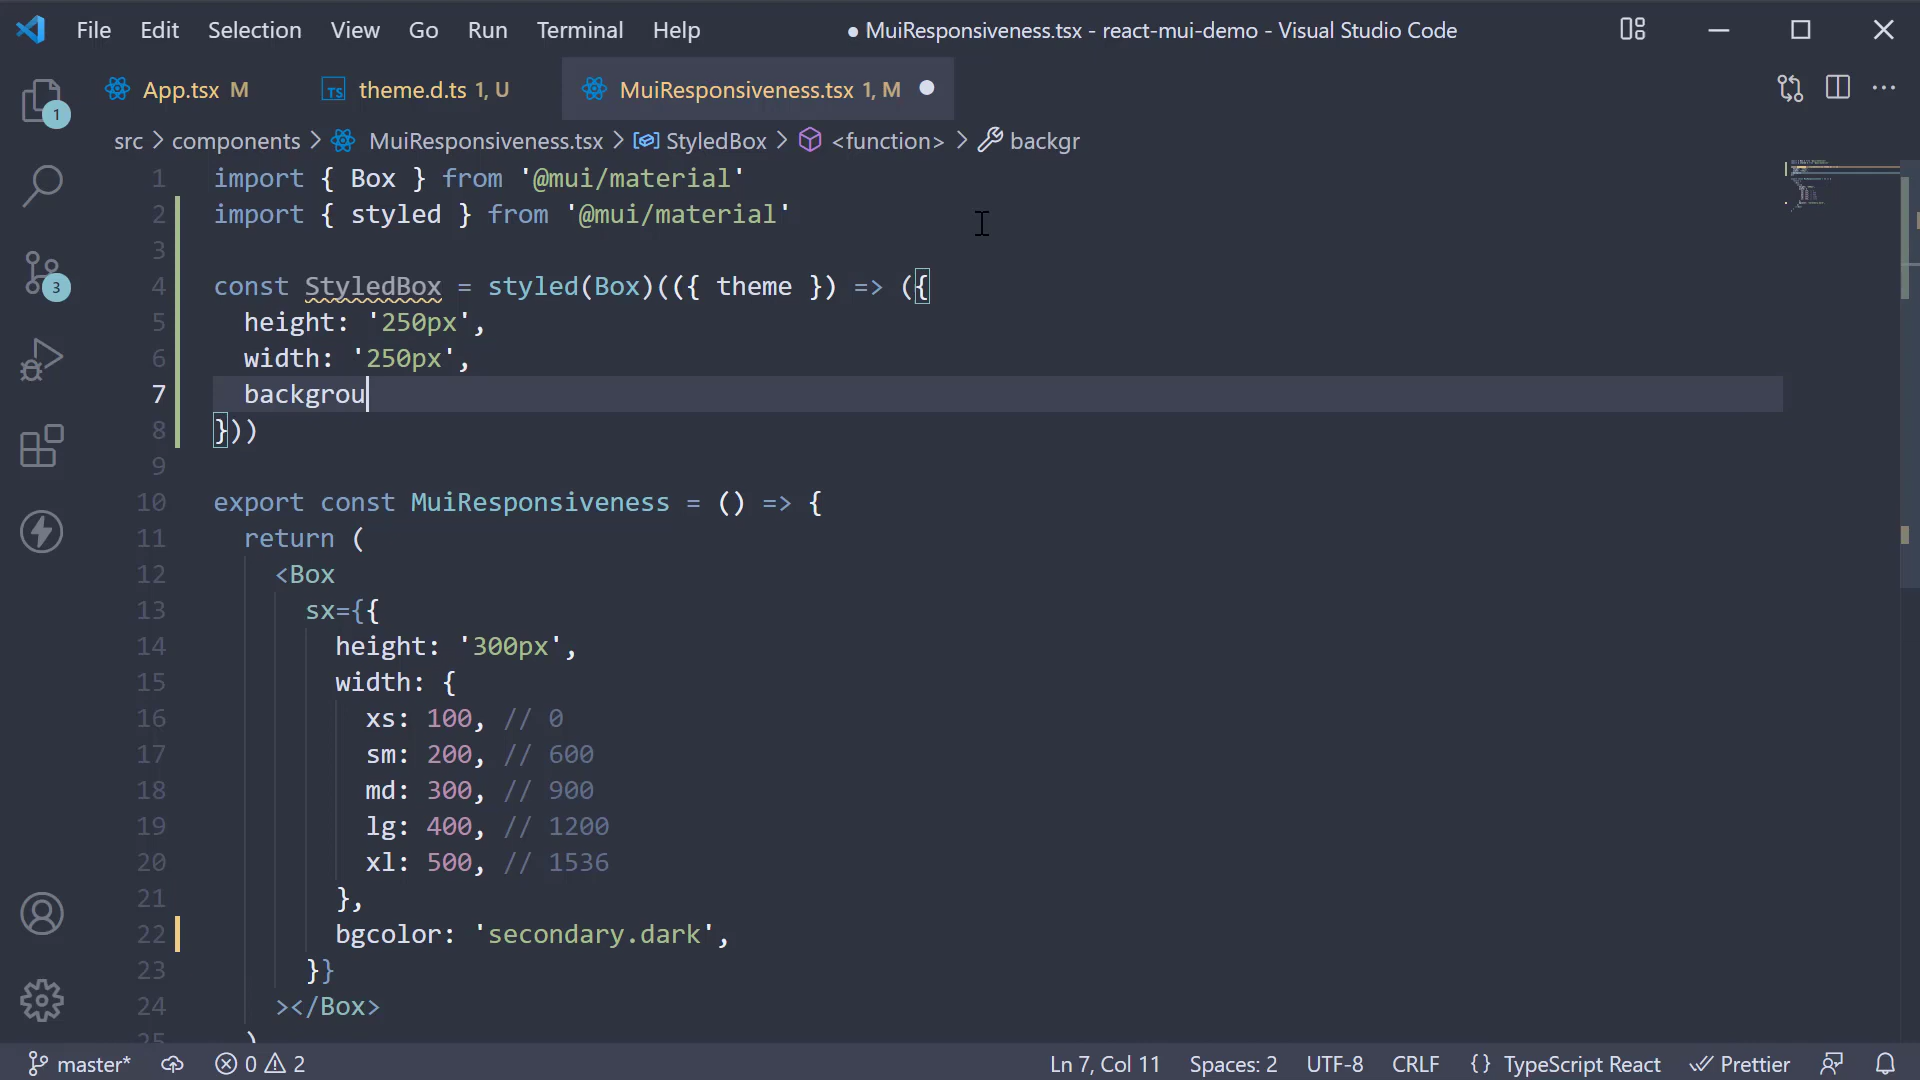 File Edit Selection View Go Run Terminal Help ● MuiResponsiveness.tsx - react-mui-demo - Visual Studio Code
App.tsx M TS theme.d.ts 1, U MuiResponsiveness.tsx 1, M
src > components > MuiResponsiveness.tsx > StyledBox > <function> > backgr
1 import { Box } from '@mui/material'
2 import { styled } from '@mui/material'
3
4 const StyledBox = styled(Box)(({ theme }) => ({
5 height: '250px',
6 width: '250px',
7 backgrou
8 }))
9
10 export const MuiResponsiveness = () => {
11 return (
12 <Box
13 sx={{
14 height: '300px',
15 width: {
16 xs: 100, // 0
17 sm: 200, // 600
18 md: 300, // 900
19 lg: 400, // 1200
20 xl: 500, // 1536
21 },
22 bgcolor: 'secondary.dark',
23 }}
24 ></Box>
25 )
1
3
master* 0 2 Ln 7, Col 11 Spaces: 2 UTF-8 CRLF {} TypeScript React Prettier